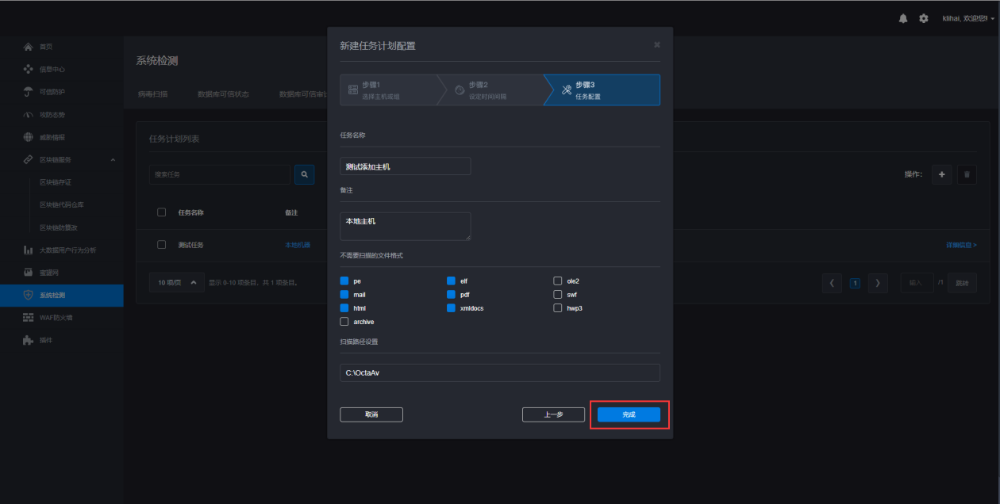 klihai, 欢迎您!
首页
信息中心
可信防护
攻防态势
威胁情报
区块链服务
区块链存证
区块链代码仓库
区块链防篡改
大数据用户行为分析
蜜罐网
系统检测
WAF防火墙
插件
系统检测
病毒扫描 数据库可信状态 数据库可信审计
任务计划列表
搜索任务
操作:
任务名称 备注
测试任务 本地机器 详细信息 >
10 项/页 显示 0-10 项条目，共 1 项条目。 1 输入 /1 跳转
新建任务计划配置
步骤1
选择主机或组
步骤2
设定时间间隔
步骤3
任务配置
任务名称
测试添加主机
备注
本地主机
不需要扫描的文件格式
pe elf ole2
mail pdf swf
html xmldocs hwp3
archive
扫描路径设置
C:\OctaAv
取消 上一步 完成